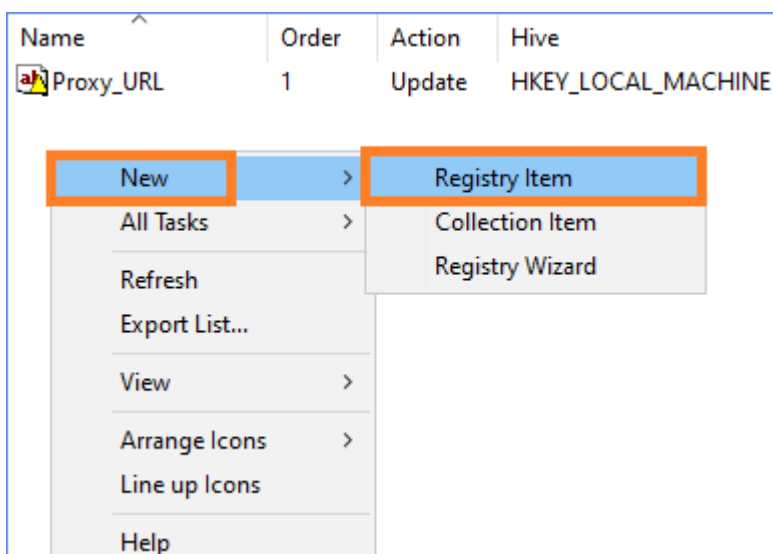 Name Order Action Hive
Proxy_URL 1 Update HKEY_LOCAL_MACHINE
New > Registry Item
All Tasks > Collection Item
Refresh Registry Wizard
Export List...
View >
Arrange Icons >
Line up Icons
Help